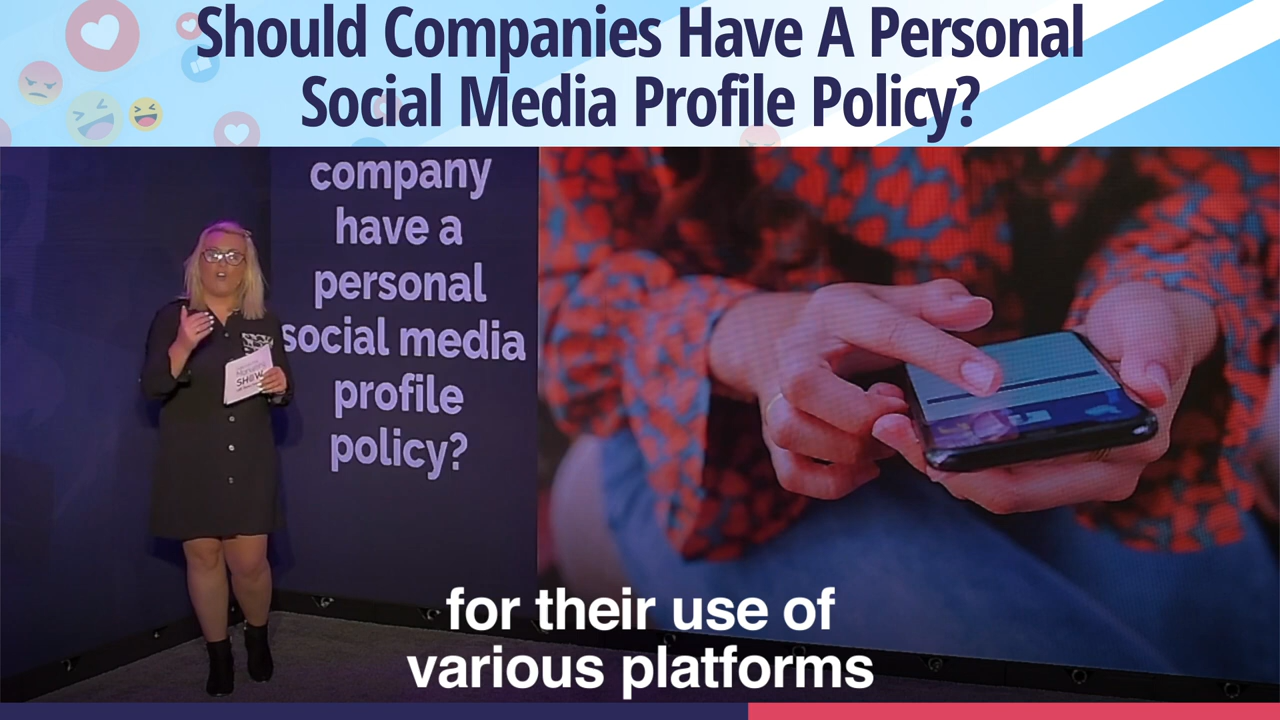 Should Companies Have A Personal
Social Media Profile Policy?
company
have a
personal
social media
profile
policy?
SHOW
for their use of
various platforms